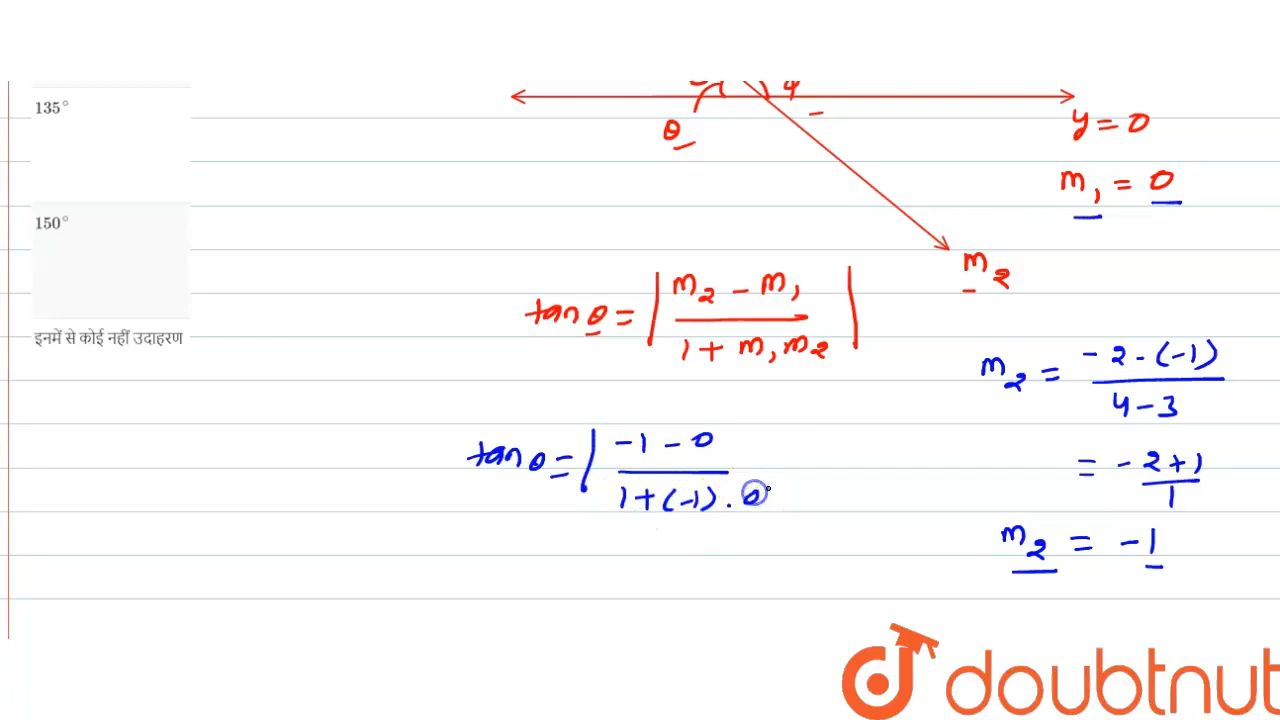 135°
θ
y = 0
m₁ = 0
150°
m₂
tan θ = | (m₂ - m₁) / (1 + m₁m₂) |
इनमें से कोई नहीं उदाहरण
m₂ = (-2 - (-1)) / (4 - 3)
tan θ = | (-1 - 0) / (1 + (-1) . 0)
= (-2 + 1) / 1
m₂ = -1
doubtnut